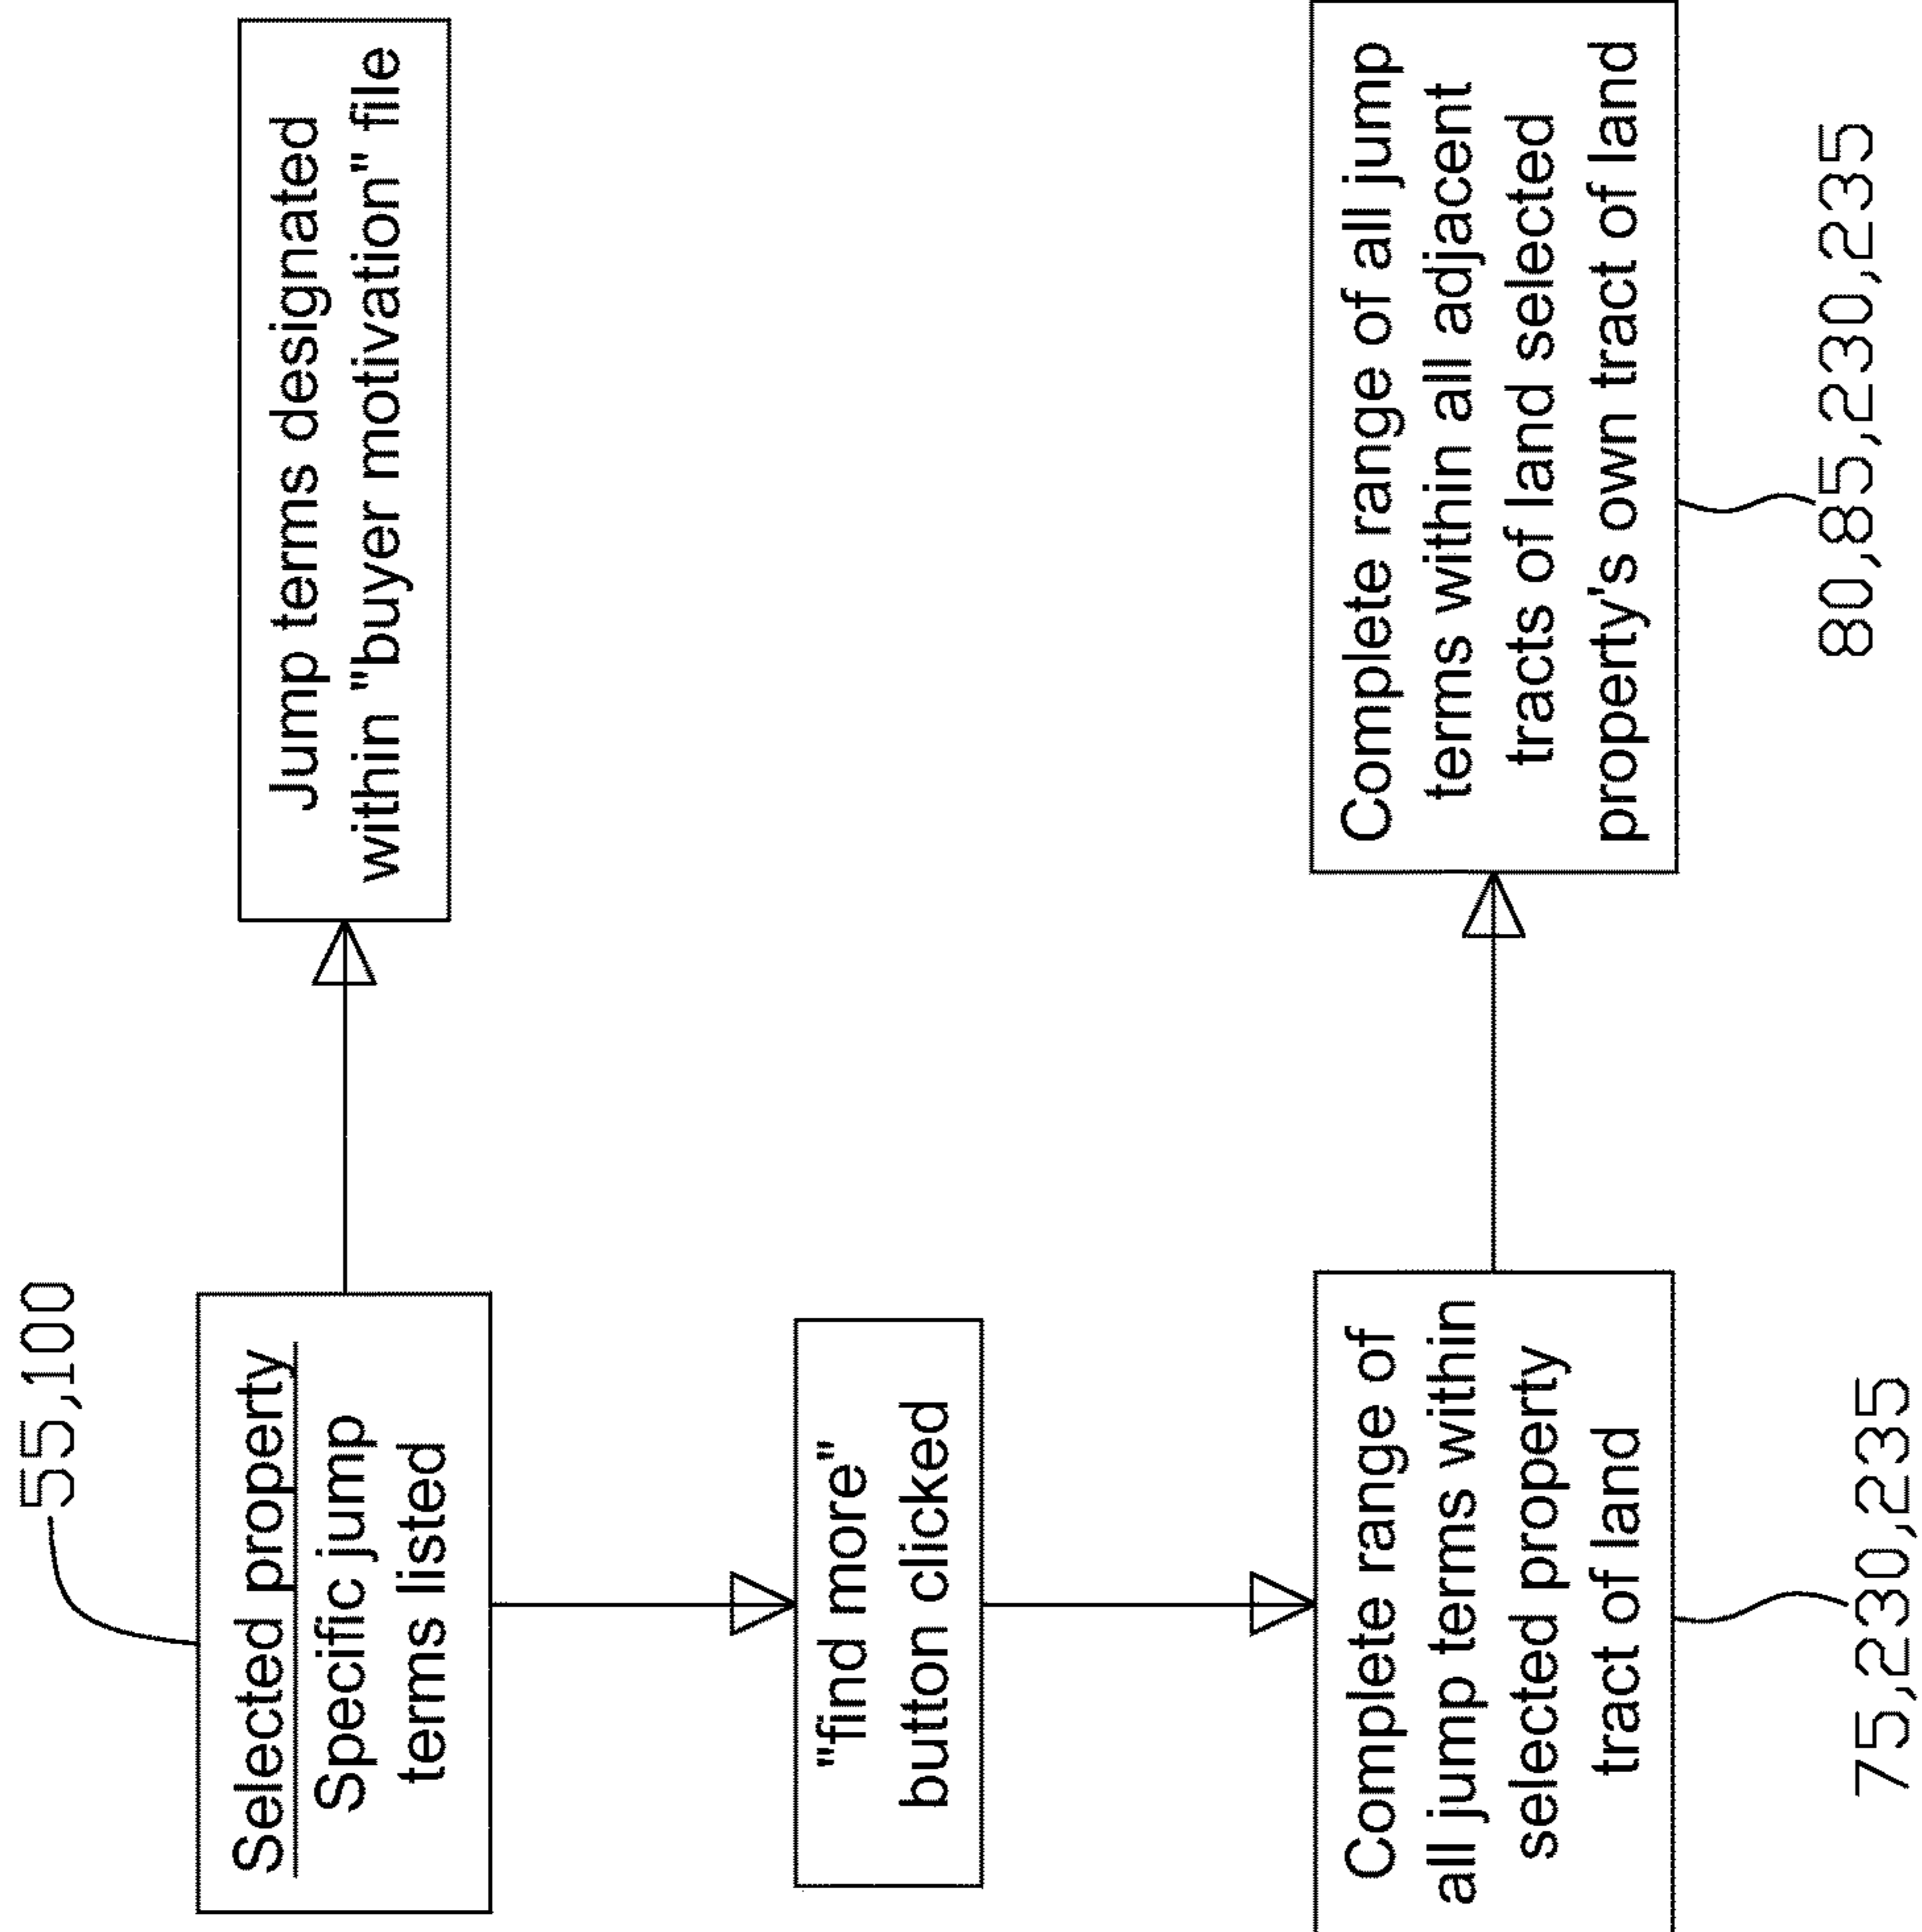 55,100
Selected property
Specific jump
terms listed
Jump terms designated
within "buyer motivation" file
"find more"
button clicked
Complete range of
all jump terms within
selected property
tract of land
75,230,235
Complete range of all jump
terms within all adjacent
tracts of land selected
property's own tract of land
80,85,230,235